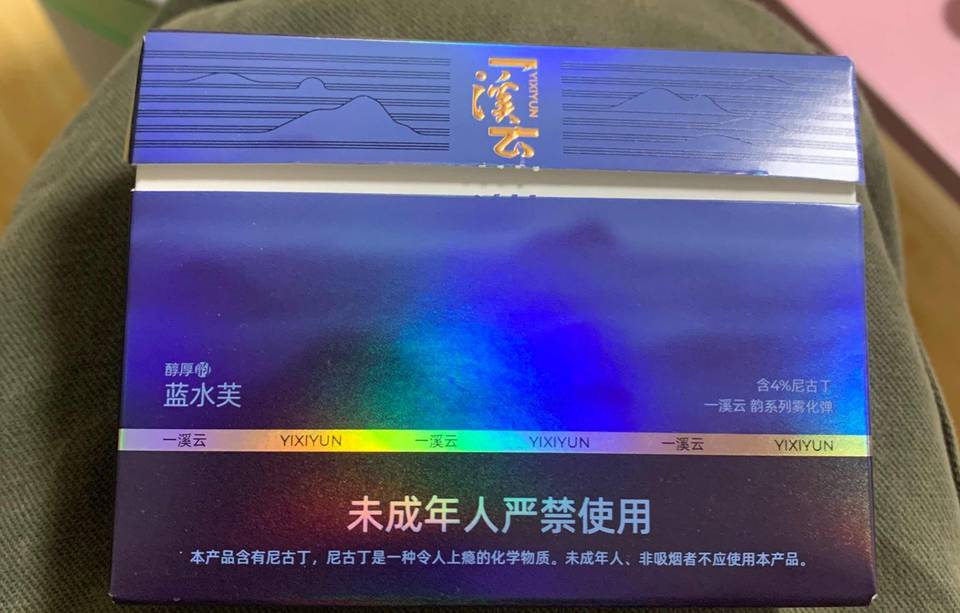 一溪云
YIXIYUN
醇厚韵
蓝水芙
含4%尼古丁
一溪云 韵系列雾化弹
一溪云 YIXIYUN 一溪云 YIXIYUN 一溪云 YIXIYUN
未成年人严禁使用
本产品含有尼古丁，尼古丁是一种令人上瘾的化学物质。未成年人、非吸烟者不应使用本产品。